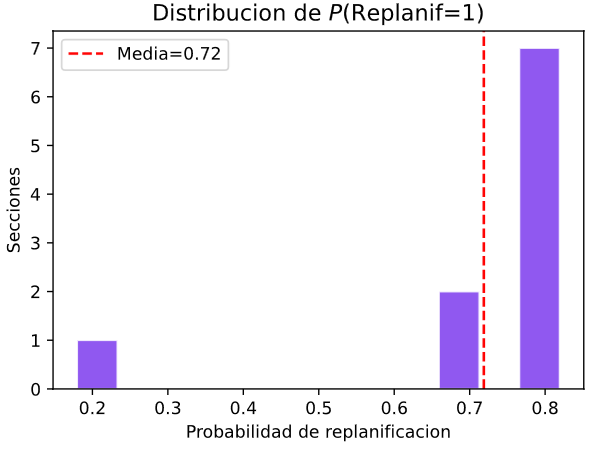 Distribucion de P(Replanif=1)
Media=0.72
Secciones
7
6
5
4
3
2
1
0
0.2 0.3 0.4 0.5 0.6 0.7 0.8
Probabilidad de replanificacion